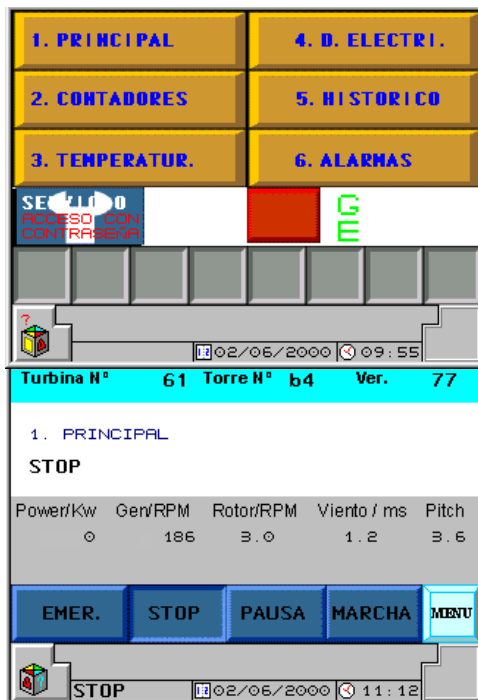 1. PRINCIPAL 4. D. ELECTRI.
2. CONTADORES 5. HISTORICO
3. TEMPERATUR. 6. ALARMAS
ACCESO CON
CONTRASEÑA
G
E
?
02/06/2000 09:55
Turbina Nº 61 Torre Nº b4 Ver. 77
1. PRINCIPAL
STOP
Power/Kw Gen/RPM Rotor/RPM Viento / ms Pitch
0 186 3.0 1.2 3.6
EMER. STOP PAUSA MARCHA MENU
STOP 02/06/2000 11:12